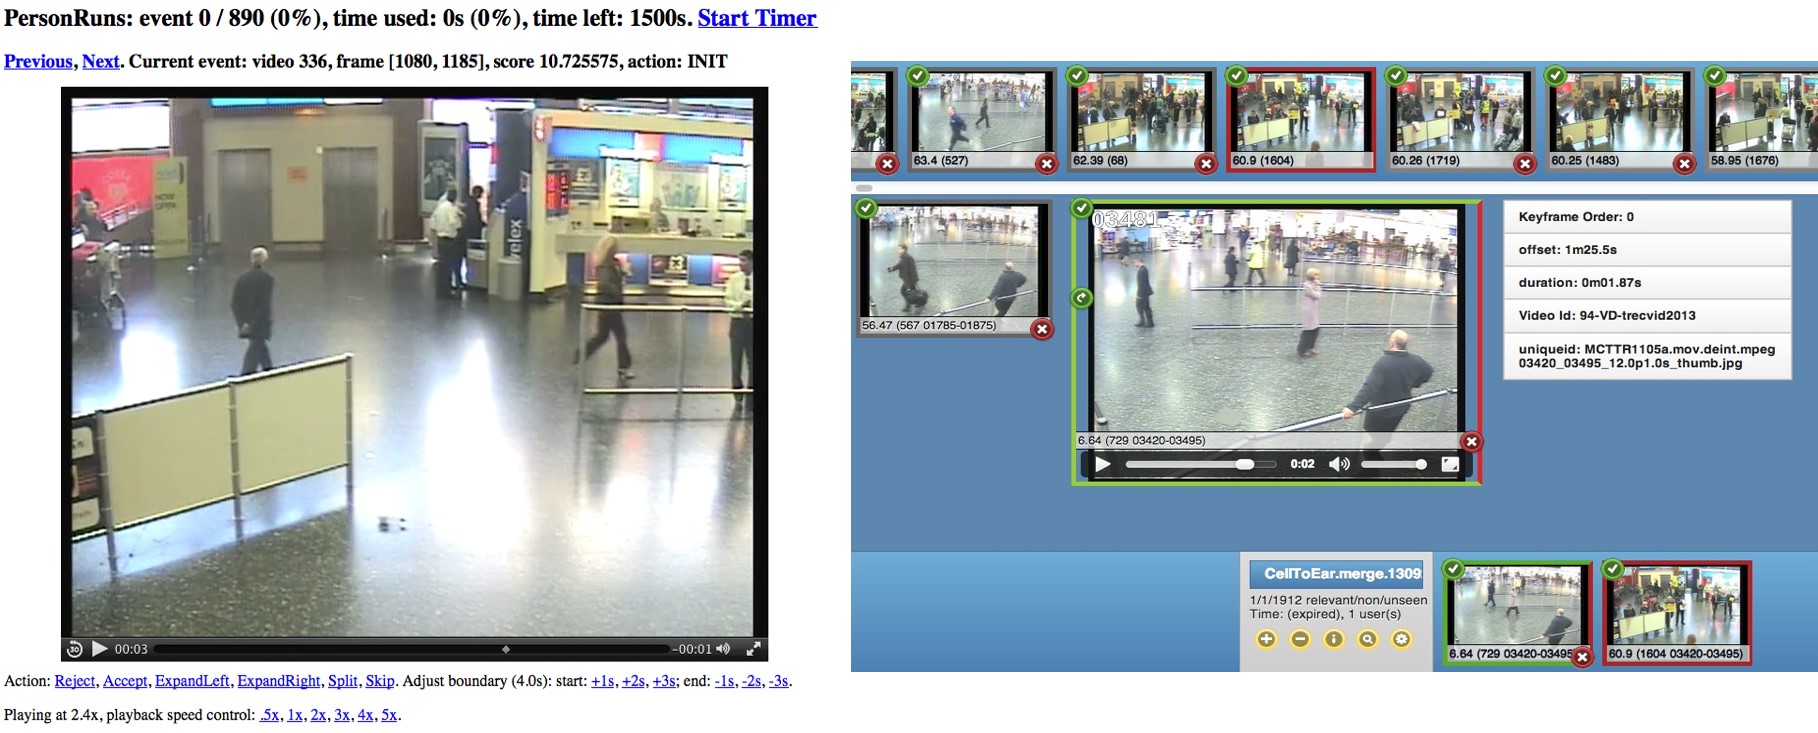 PersonRuns: event 0 / 890 (0%), time used: 0s (0%), time left: 1500s. Start Timer
Previous, Next. Current event: video 336, frame [1080, 1185], score 10.725575, action: INIT
NOW
OPEN
elex
£3
30
00:03
-00:01
Action: Reject, Accept, ExpandLeft, ExpandRight, Split, Skip. Adjust boundary (4.0s): start: +1s, +2s, +3s; end: -1s, -2s, -3s.
Playing at 2.4x, playback speed control: .5x, 1x, 2x, 3x, 4x, 5x.
63.4 (527)
62.39 (68)
60.9 (1604)
60.26 (1719)
60.25 (1483)
58.95 (1676)
56.47 (567 01785-01875)
03481
6.64 (729 03420-03495)
0:02
Keyframe Order: 0
offset: 1m25.5s
duration: 0m01.87s
Video Id: 94-VD-trecvid2013
uniqueid: MCTTR1105a.mov.deint.mpeg
03420_03495_12.0p1.0s_thumb.jpg
CellToEar.merge.1309
1/1/1912 relevant/non/unseen
Time: (expired), 1 user(s)
6.64 (729 03420-03495
60.9 (1604 03420-03495)